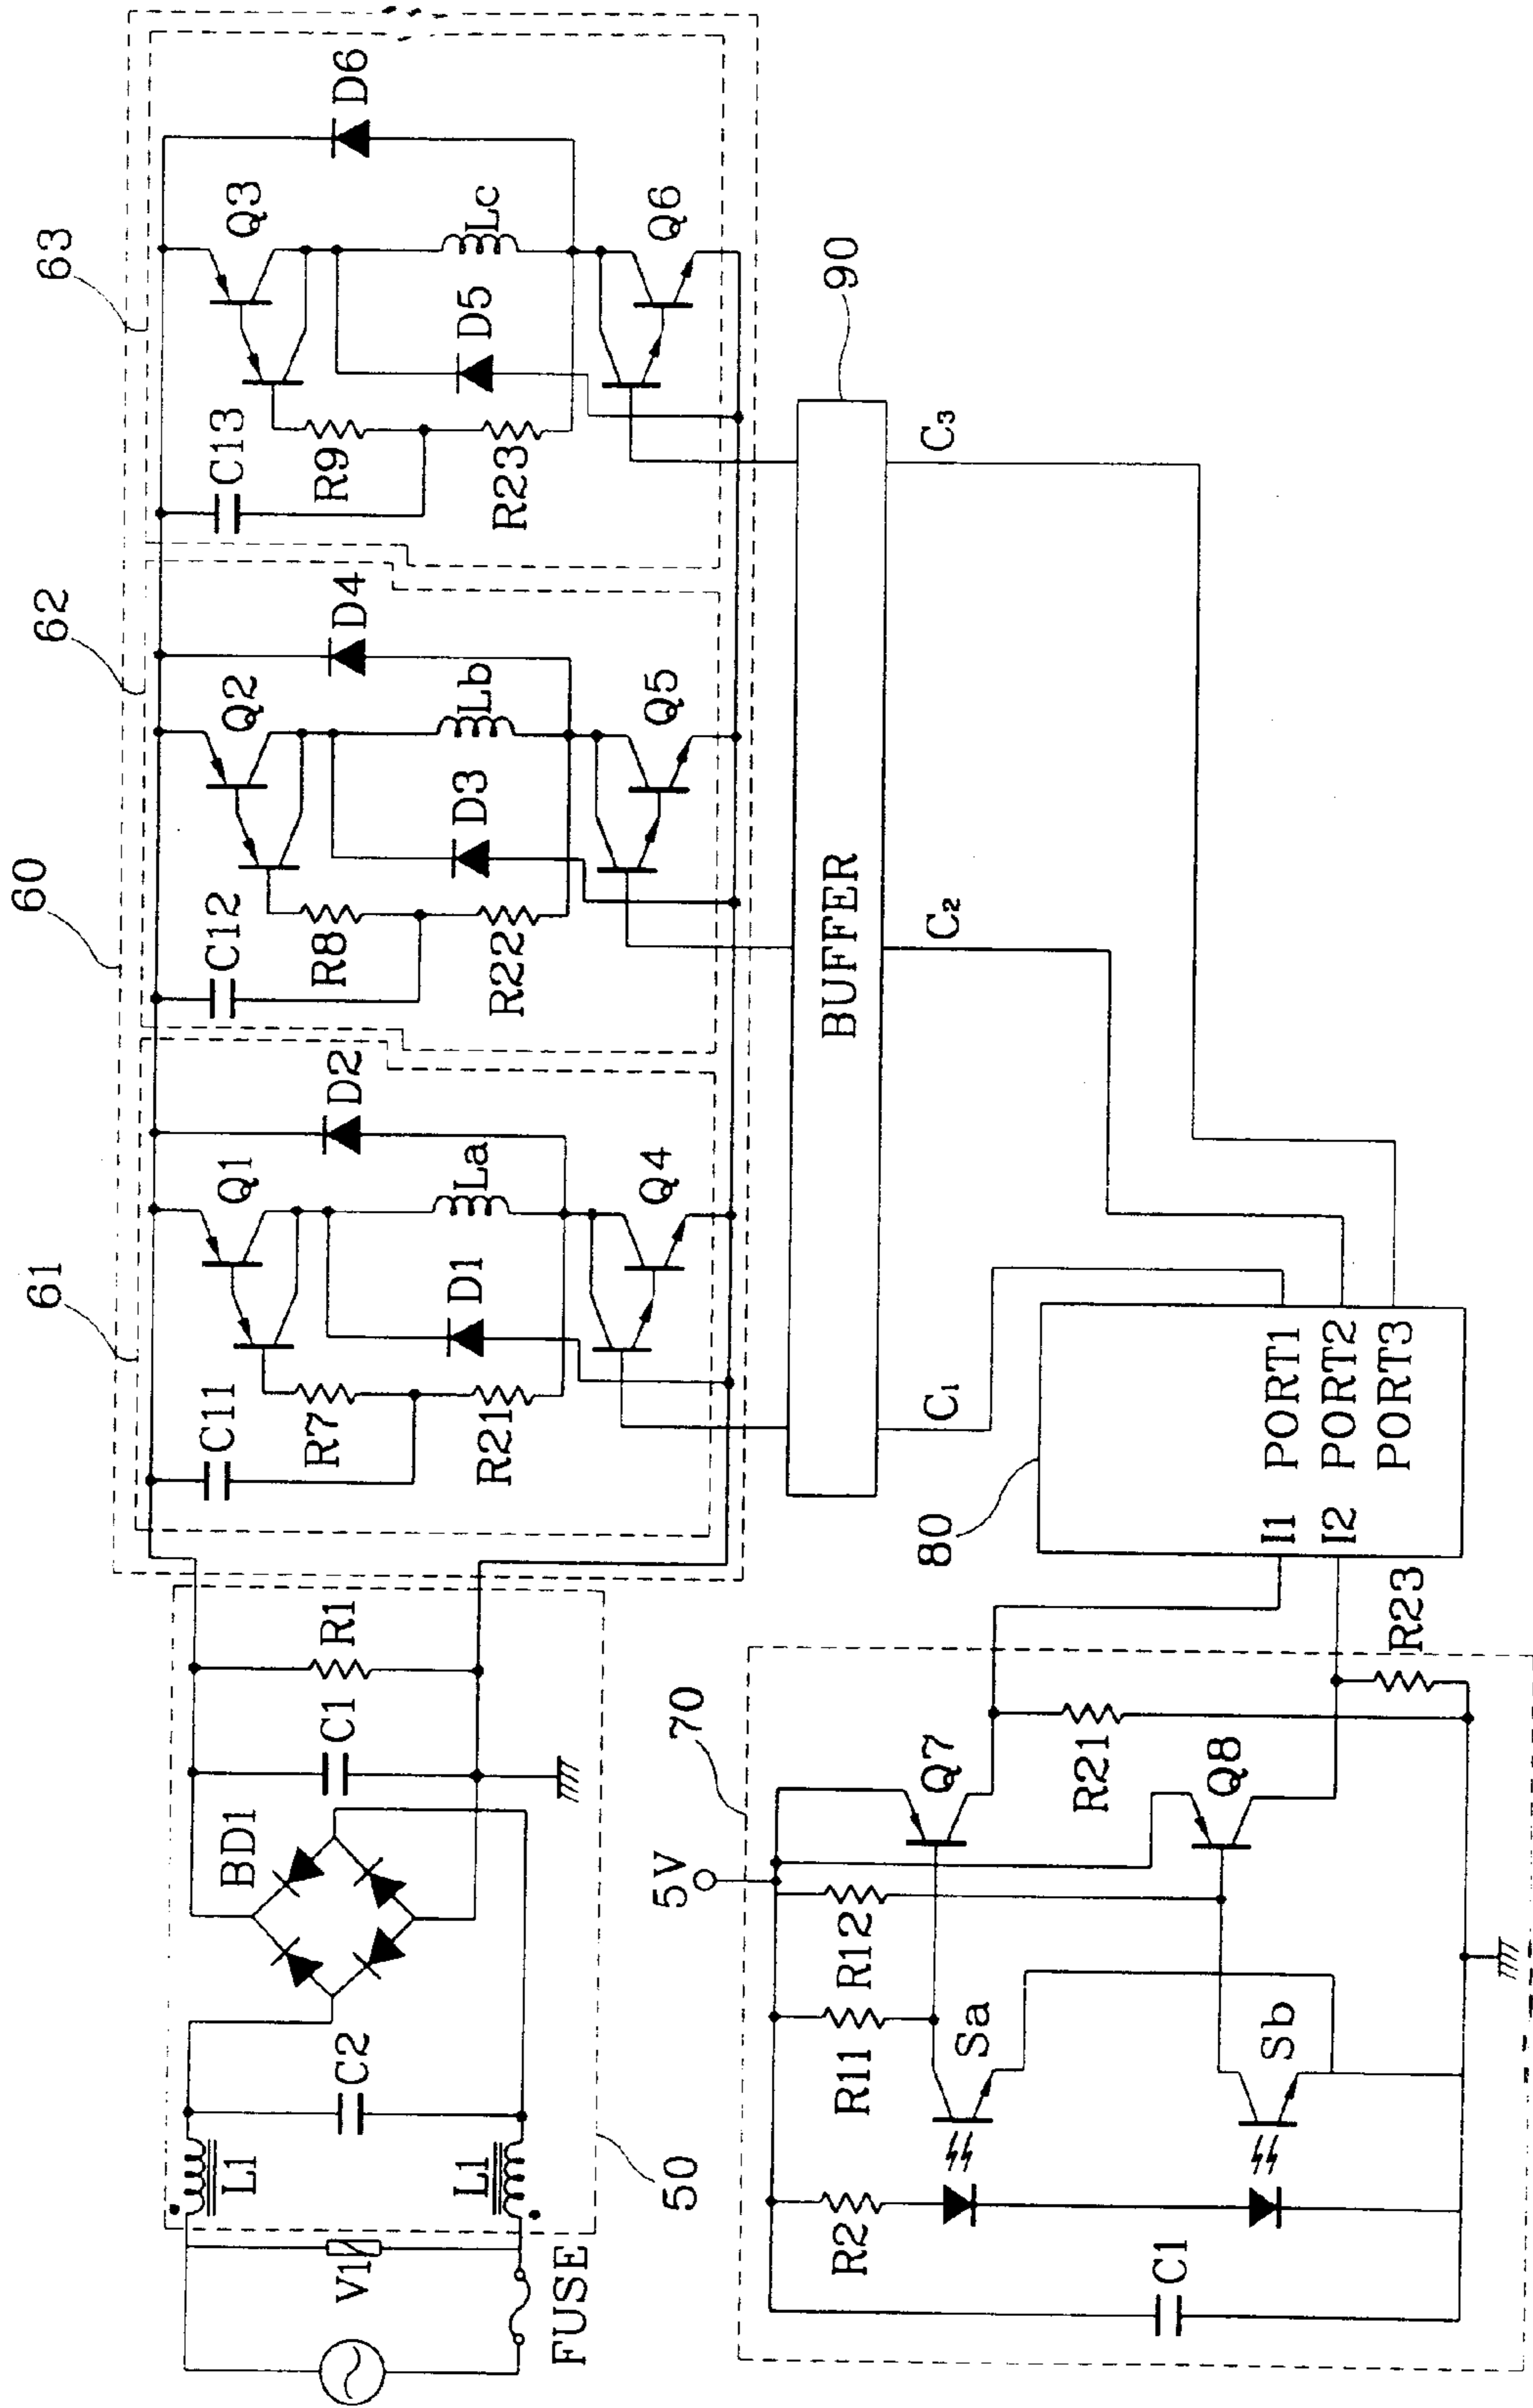 60
61
62
63
C11
Q1
D2
R7
D1
La
R21
Q4
C12
Q2
D4
R8
D3
Lb
R22
Q5
C13
Q3
D6
R9
D5
Lc
R23
Q6
V1
FUSE
L1
L1
C2
BD1
C1
R1
50
BUFFER
90
C1
C2
C3
80
I1 PORT1
I2 PORT2
PORT3
70
5V
R2
R11
R12
Q7
Sa
R21
C1
Sb
Q8
R23